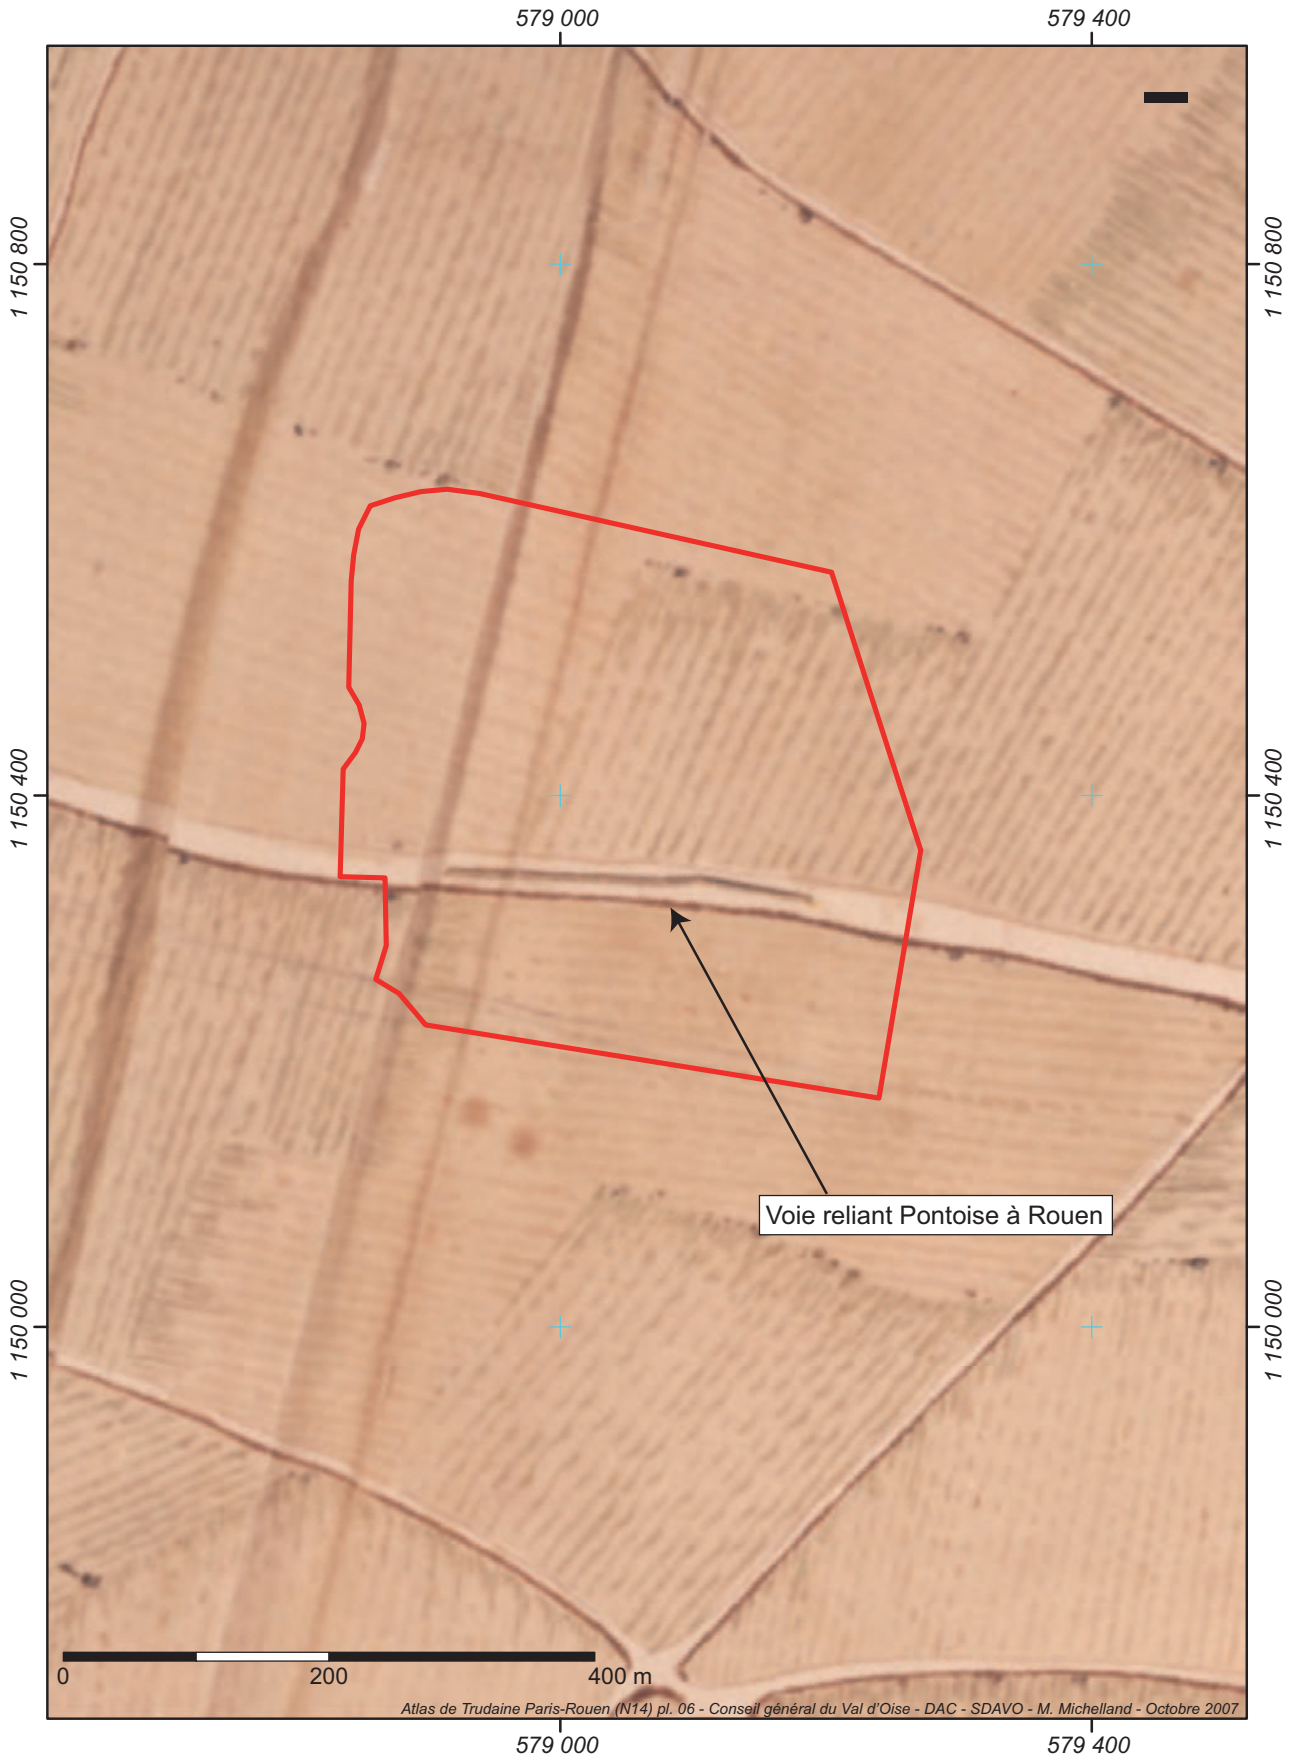 579 000
579 400
1 150 800
1 150 800
1 150 400
1 150 400
Voie reliant Pontoise à Rouen
1 150 000
1 150 000
0
200
400 m
Atlas de Trudaine Paris-Rouen (N14) pl. 06 - Conseil général du Val d'Oise - DAC - SDAVO - M. Michelland - Octobre 2007
579 000
579 400